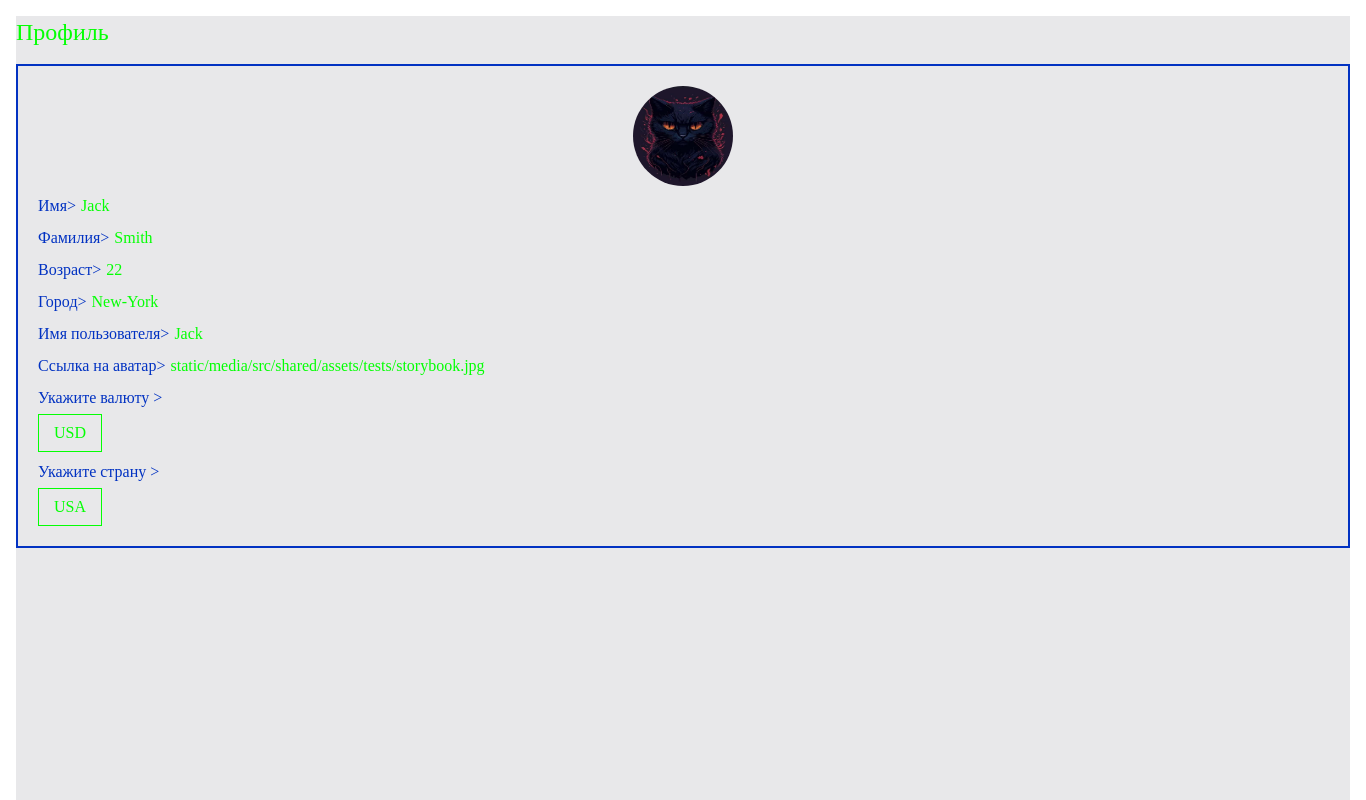 Профиль
Имя> Jack
Фамилия> Smith
Возраст> 22
Город> New-York
Имя пользователя> Jack
Ссылка на аватар> static/media/src/shared/assets/tests/storybook.jpg
Укажите валюту >
USD
Укажите страну >
USA